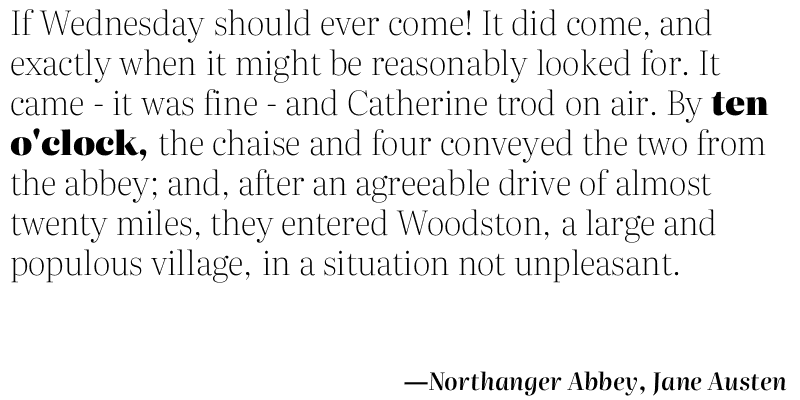 If Wednesday should ever come! It did come, and
exactly when it might be reasonably looked for. It
came - it was fine - and Catherine trod on air. By ten
o'clock, the chaise and four conveyed the two from
the abbey; and, after an agreeable drive of almost
twenty miles, they entered Woodston, a large and
populous village, in a situation not unpleasant.
—Northanger Abbey, Jane Austen